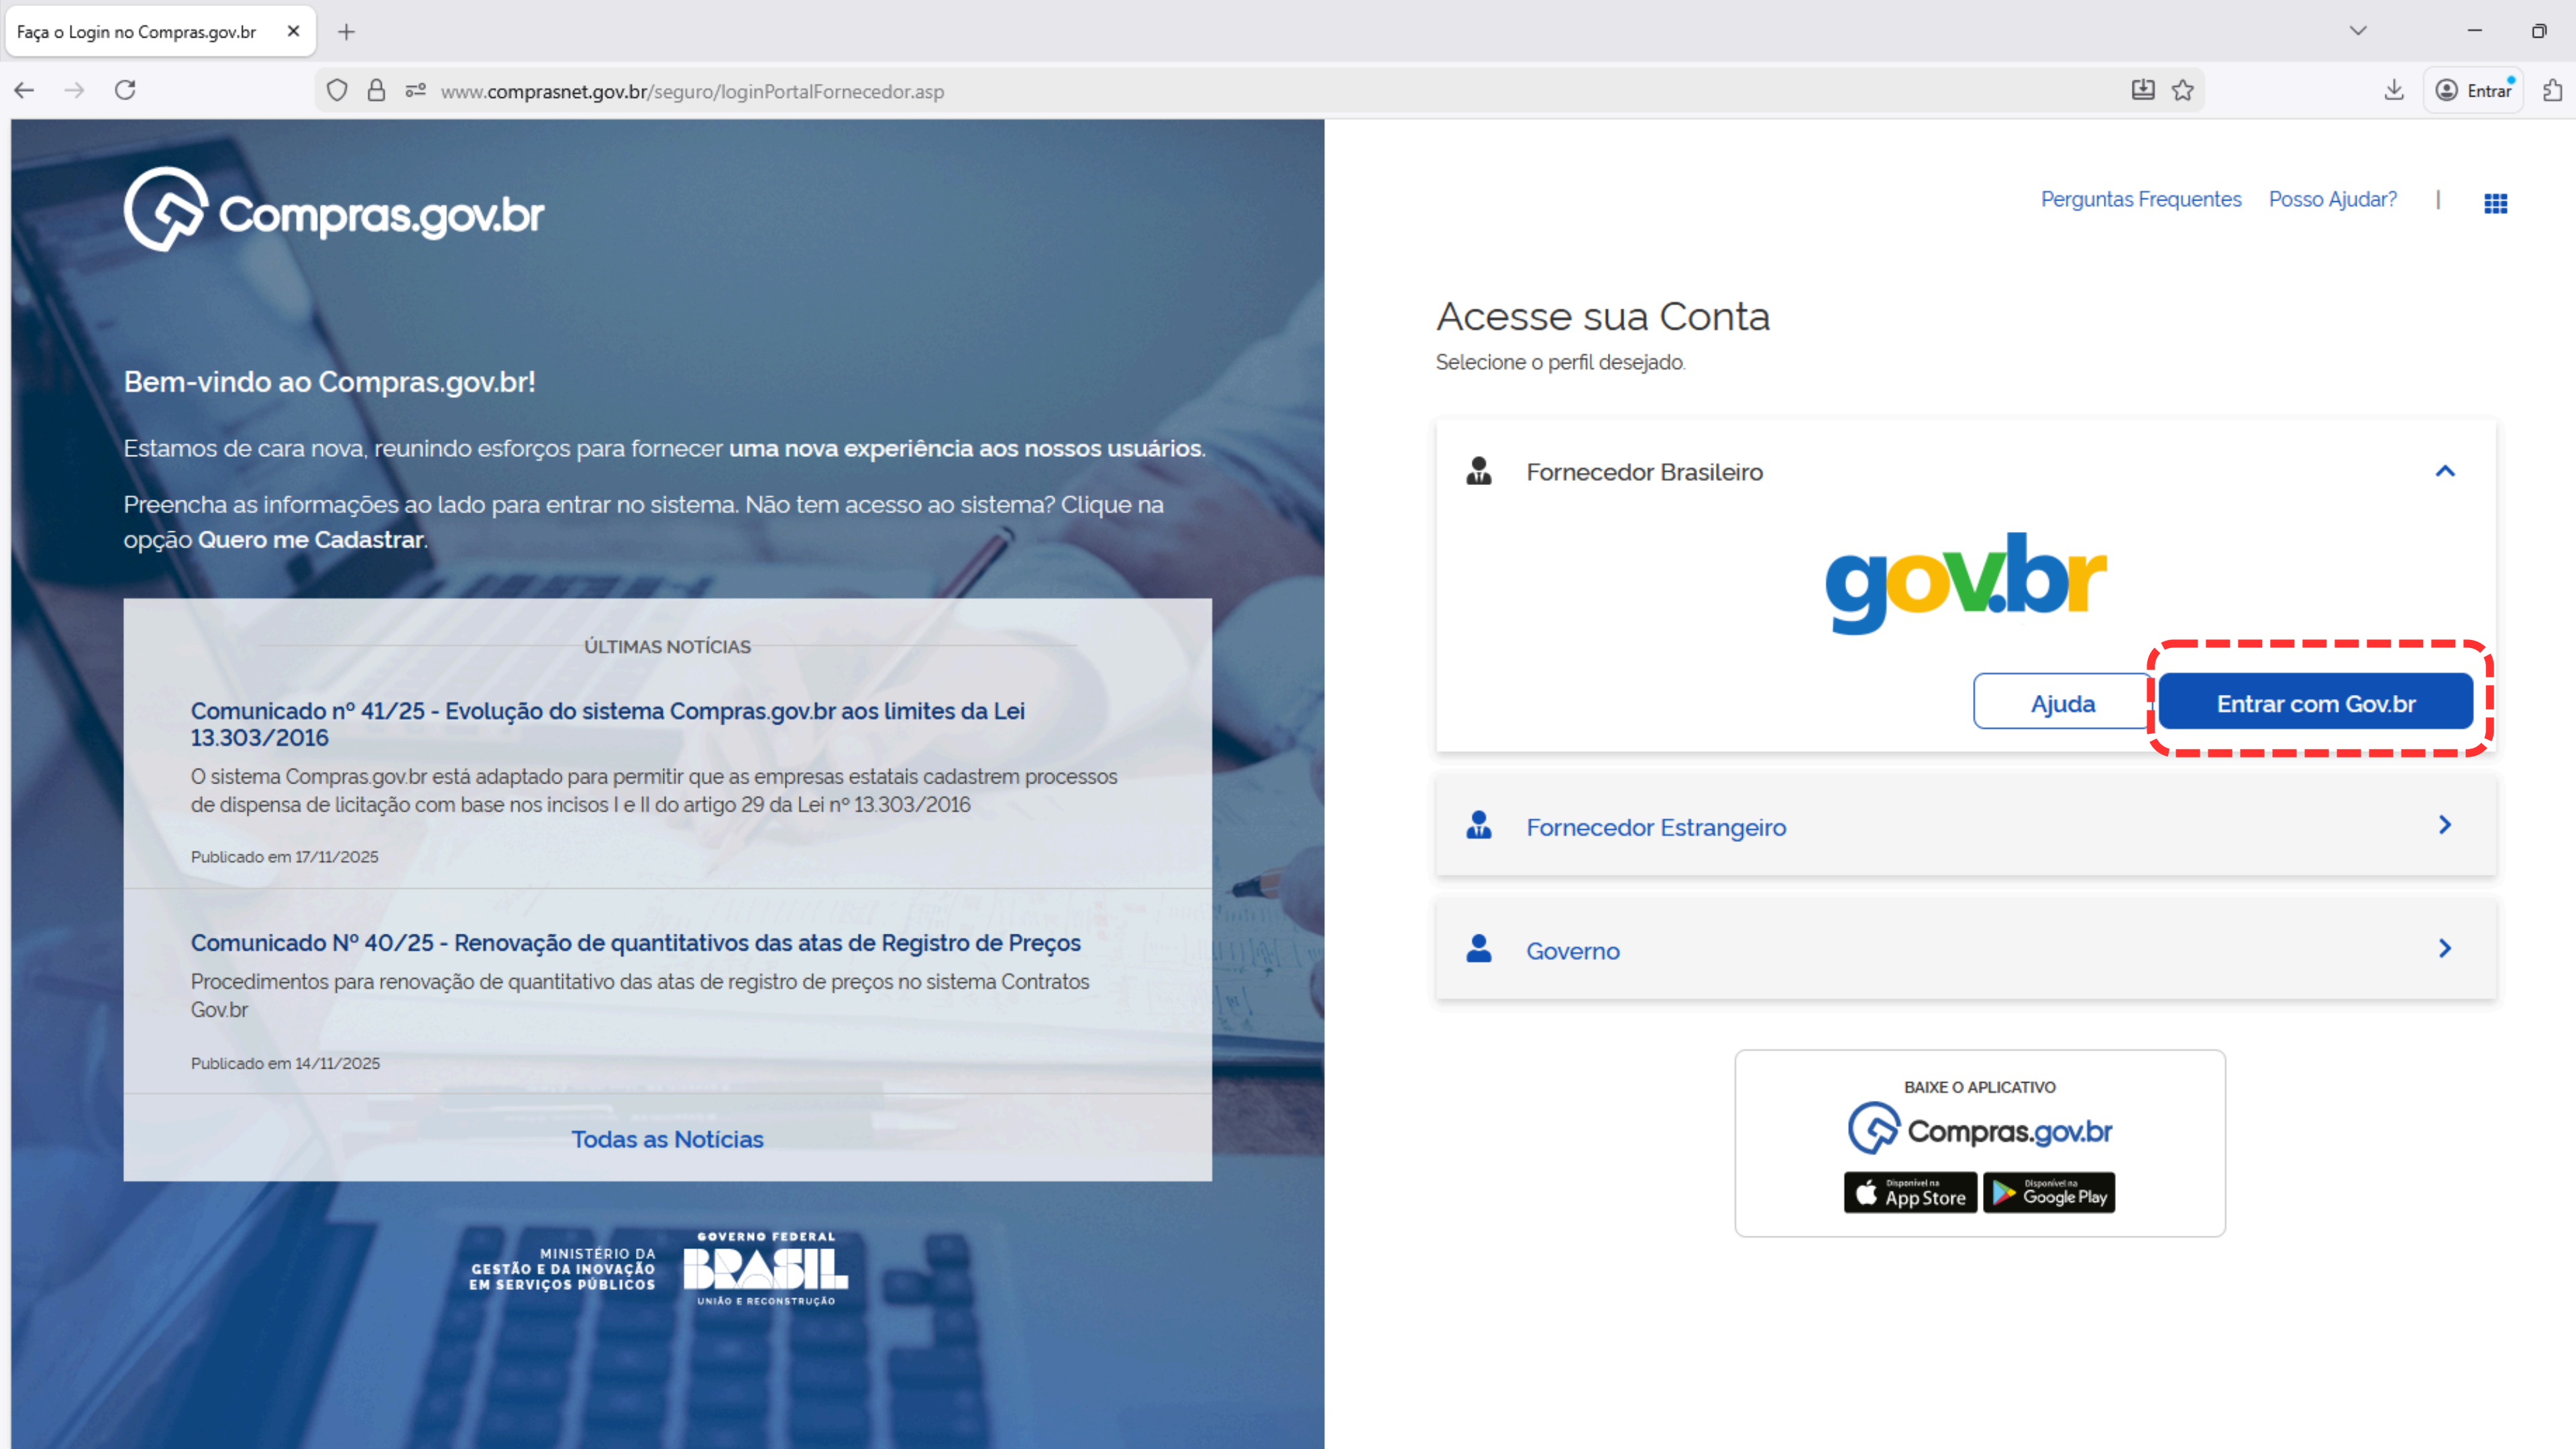 Faça o Login no Compras.gov.br
www.comprasnet.gov.br/seguro/loginPortalFornecedor.asp
Entrar
Compras.gov.br
Bem-vindo ao Compras.gov.br!
Estamos de cara nova, reunindo esforços para fornecer uma nova experiência aos nossos usuários.
Preencha as informações ao lado para entrar no sistema. Não tem acesso ao sistema? Clique na
opção Quero me Cadastrar.
ÚLTIMAS NOTÍCIAS
Comunicado nº 41/25 - Evolução do sistema Compras.gov.br aos limites da Lei
13.303/2016
O sistema Compras.gov.br está adaptado para permitir que as empresas estatais cadastrem processos
de dispensa de licitação com base nos incisos I e II do artigo 29 da Lei nº 13.303/2016
Publicado em 17/11/2025
Comunicado Nº 40/25 - Renovação de quantitativos das atas de Registro de Preços
Procedimentos para renovação de quantitativo das atas de registro de preços no sistema Contratos
Gov.br
Publicado em 14/11/2025
Todas as Notícias
MINISTÉRIO DA
GESTÃO E DA INOVAÇÃO
EM SERVIÇOS PÚBLICOS
GOVERNO FEDERAL
BRASIL
UNIÃO E RECONSTRUÇÃO
Perguntas Frequentes Posso Ajudar? |
Acesse sua Conta
Selecione o perfil desejado.
Fornecedor Brasileiro
gov.br
Ajuda
Entrar com Gov.br
Fornecedor Estrangeiro
Governo
BAIXE O APLICATIVO
Compras.gov.br
Disponível na
App Store
Disponível na
Google Play